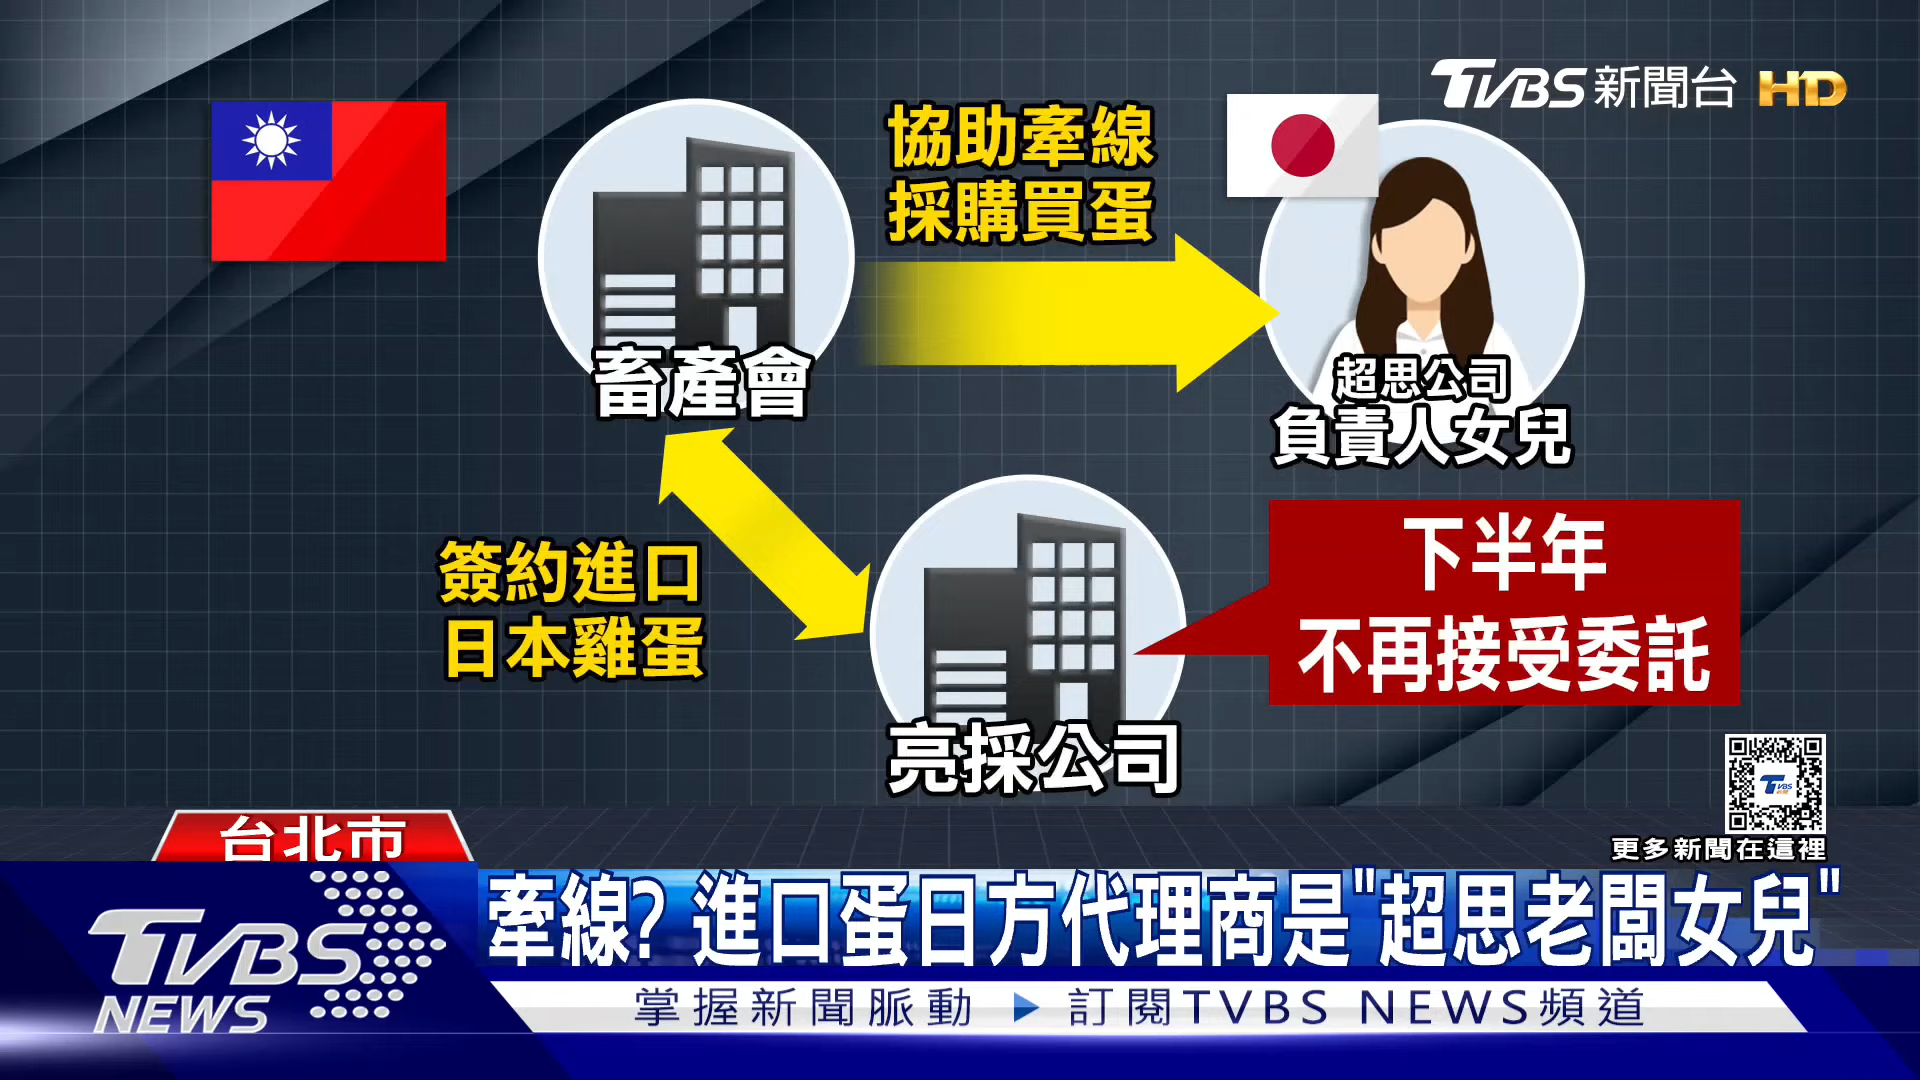 TVBS新聞台 HD
協助牽線
採購買蛋
畜產會
超思公司
負責人女兒
簽約進口
日本雞蛋
下半年
不再接受委託
亮採公司
TVBS
新聞
更多新聞在這裡
台北市
牽線? 進口蛋日方代理商是"超思老闆女兒"
TVBS
NEWS
掌握新聞脈動 ▶ 訂閱TVBS NEWS頻道